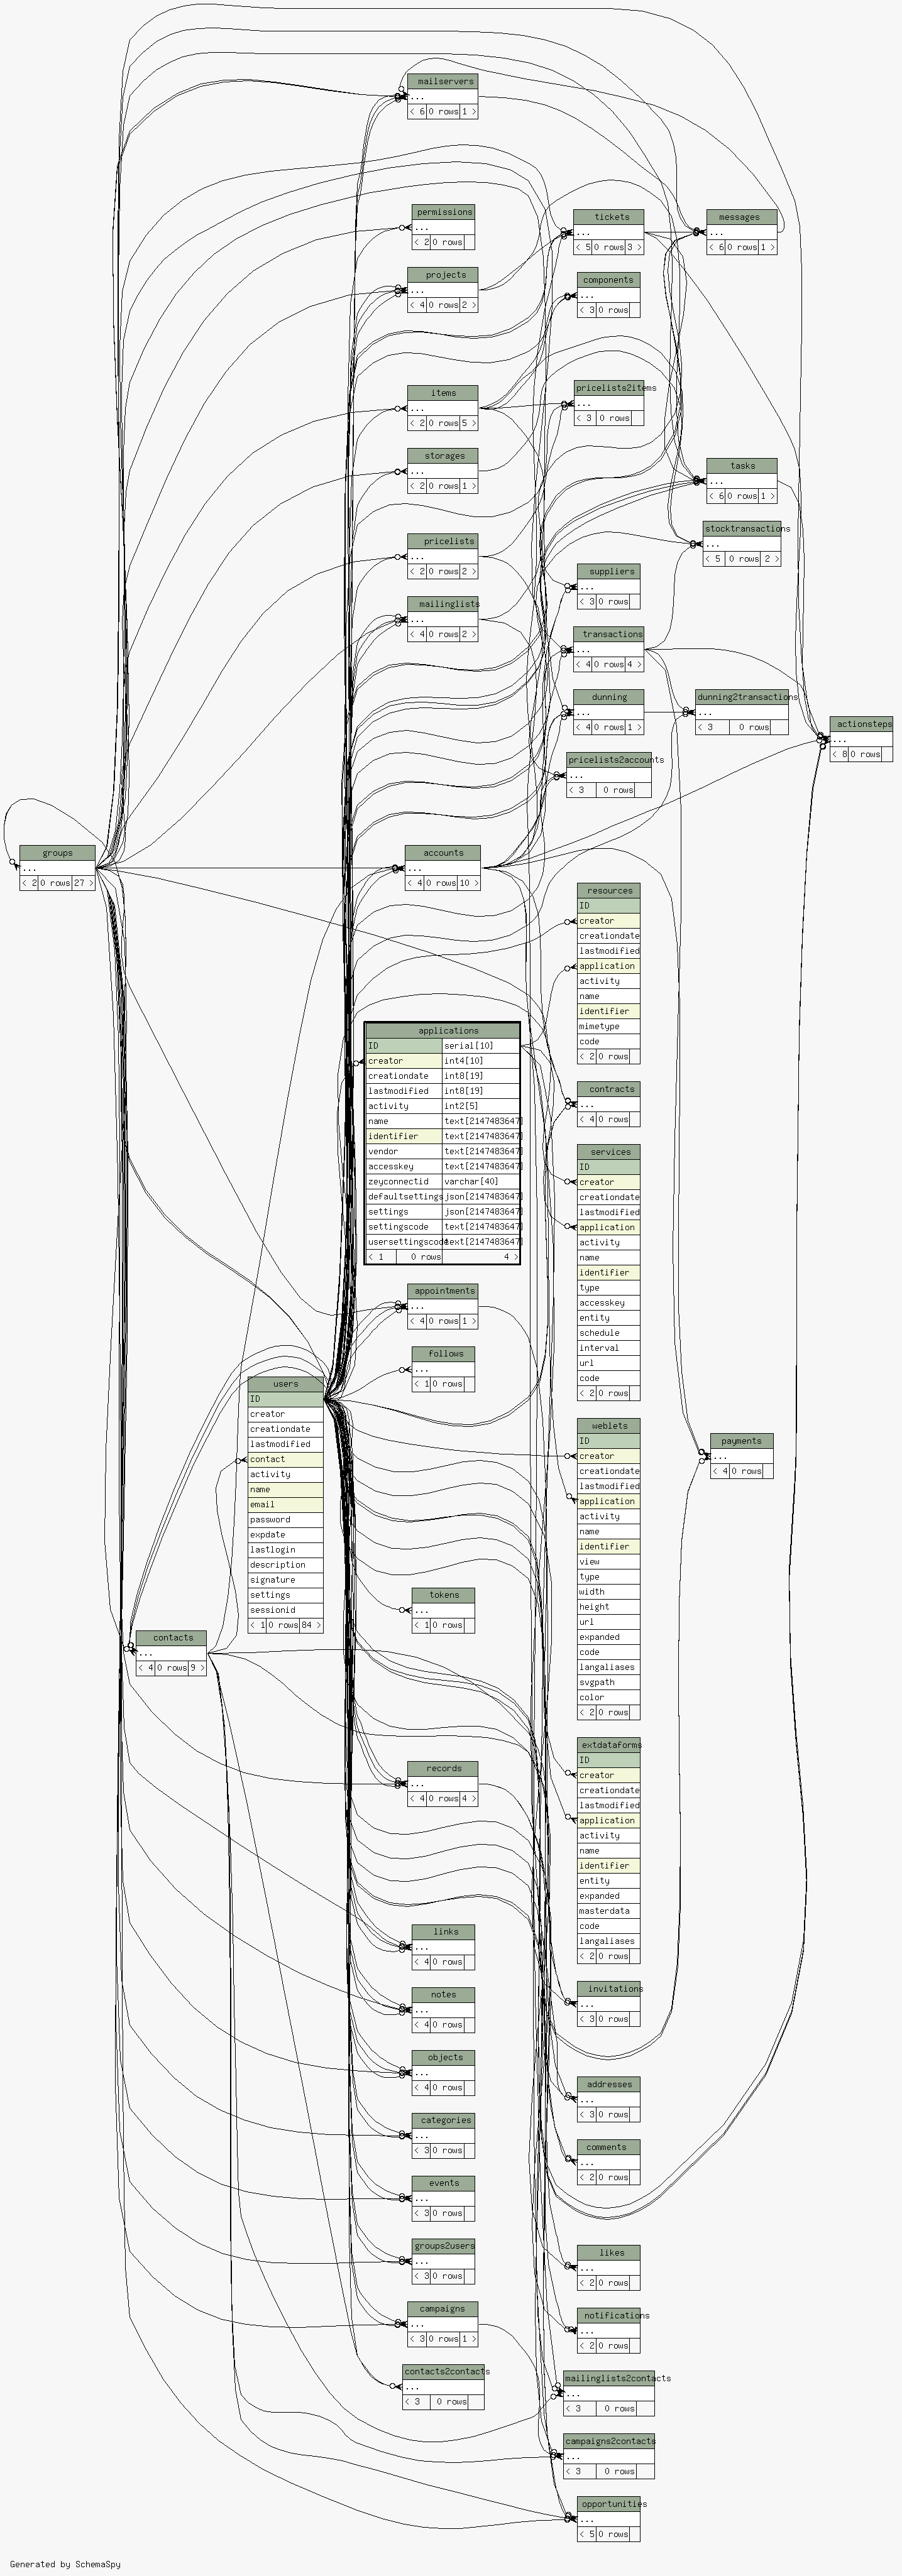 mailservers
...
< 6 0 rows 1 >
permissions
...
< 2 0 rows
projects
...
< 4 0 rows 2 >
items
...
< 2 0 rows 5 >
storages
...
< 2 0 rows 1 >
pricelists
...
< 2 0 rows 2 >
mailinglists
...
< 4 0 rows 2 >
tickets
...
< 5 0 rows 3 >
components
...
< 3 0 rows
pricelists2items
...
< 3 0 rows
suppliers
...
< 3 0 rows
transactions
...
< 4 0 rows 4 >
dunning
...
< 4 0 rows 1 >
pricelists2accounts
...
< 3 0 rows
messages
...
< 6 0 rows 1 >
tasks
...
< 6 0 rows 1 >
stocktransactions
...
< 5 0 rows 2 >
dunning2transactions
...
< 3 0 rows
actionsteps
...
< 8 0 rows
groups
...
< 2 0 rows 27 >
accounts
...
< 4 0 rows 10 >
resources
ID
creator
creationdate
lastmodified
application
activity
name
identifier
mimetype
code
< 2 0 rows
applications
ID serial[10]
creator int4[10]
creationdate int8[19]
lastmodified int8[19]
activity int2[5]
name text[2147483647]
identifier text[2147483647]
vendor text[2147483647]
accesskey text[2147483647]
zeyconnectid varchar[40]
defaultsettings json[2147483647]
settings json[2147483647]
settingscode text[2147483647]
usersettingscode text[2147483647]
< 1 0 rows 4 >
contracts
...
< 4 0 rows
services
ID
creator
creationdate
lastmodified
application
activity
name
identifier
type
accesskey
entity
schedule
interval
url
code
< 2 0 rows
appointments
...
< 4 0 rows 1 >
follows
...
< 1 0 rows
users
ID
creator
creationdate
lastmodified
contact
activity
name
email
password
expdate
lastlogin
description
signature
settings
sessionid
< 1 0 rows 84 >
weblets
ID
creator
creationdate
lastmodified
application
activity
name
identifier
view
type
width
height
url
expanded
code
langaliases
svgpath
color
< 2 0 rows
payments
...
< 4 0 rows
tokens
...
< 1 0 rows
contacts
...
< 4 0 rows 9 >
records
...
< 4 0 rows 4 >
extdataforms
ID
creator
creationdate
lastmodified
application
activity
name
identifier
entity
expanded
masterdata
code
langaliases
< 2 0 rows
links
...
< 4 0 rows
notes
...
< 4 0 rows
objects
...
< 4 0 rows
categories
...
< 3 0 rows
events
...
< 3 0 rows
groups2users
...
< 3 0 rows
campaigns
...
< 3 0 rows 1 >
contacts2contacts
...
< 3 0 rows
invitations
...
< 3 0 rows
addresses
...
< 3 0 rows
comments
...
< 2 0 rows
likes
...
< 2 0 rows
notifications
...
< 2 0 rows
mailinglists2contacts
...
< 3 0 rows
campaigns2contacts
...
< 3 0 rows
opportunities
...
< 5 0 rows
Generated by SchemaSpy